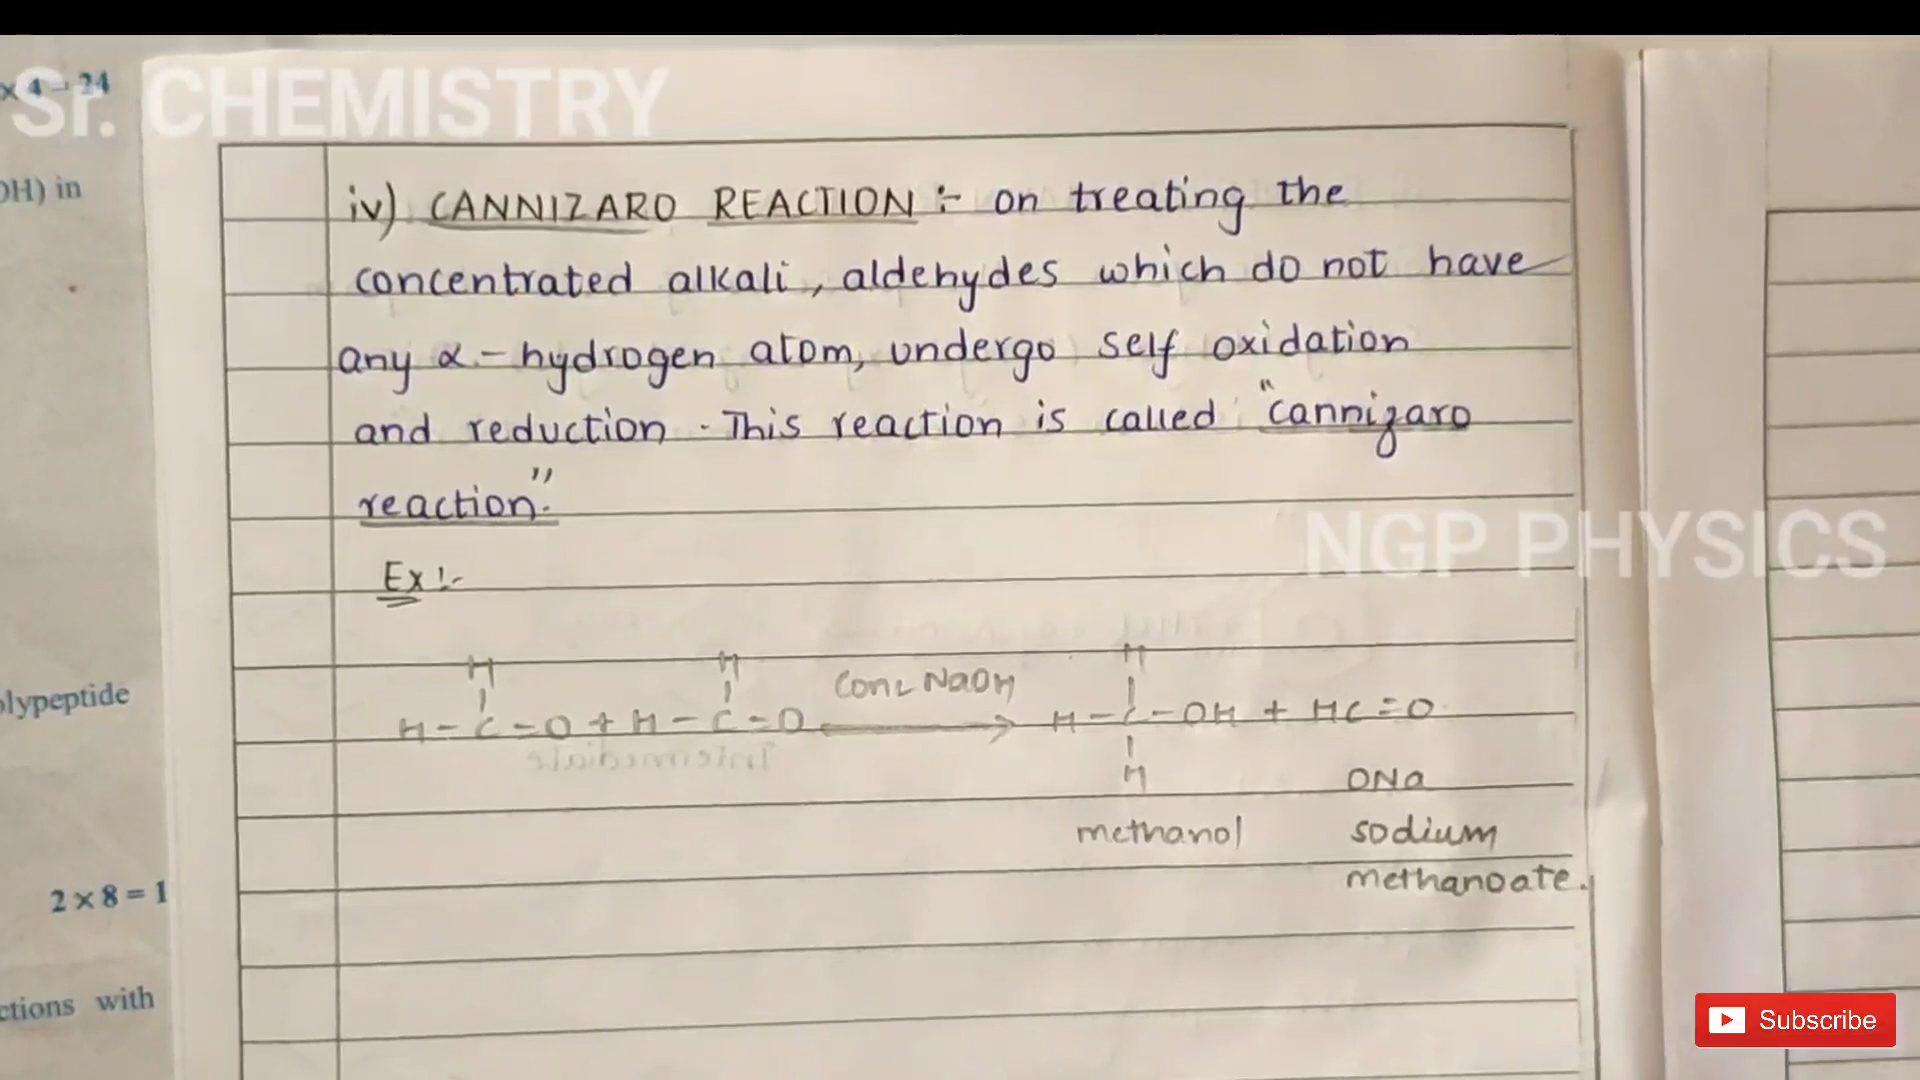 × 4 = 24
Sr. CHEMISTRY
OH) in
iv) CANNIZARO REACTION :- on treating the
concentrated alkali, aldehydes which do not have
any α - hydrogen atom, undergo self oxidation
and reduction. This reaction is called "cannizaro
reaction."
NGP PHYSICS
Ex :-
H H H
H - C = O + H - C = O Conc NaOH → H - C - OH + HC = O
H ONa
lypeptide
methanol sodium
methanoate.
2 × 8 = 1
ctions with
Subscribe